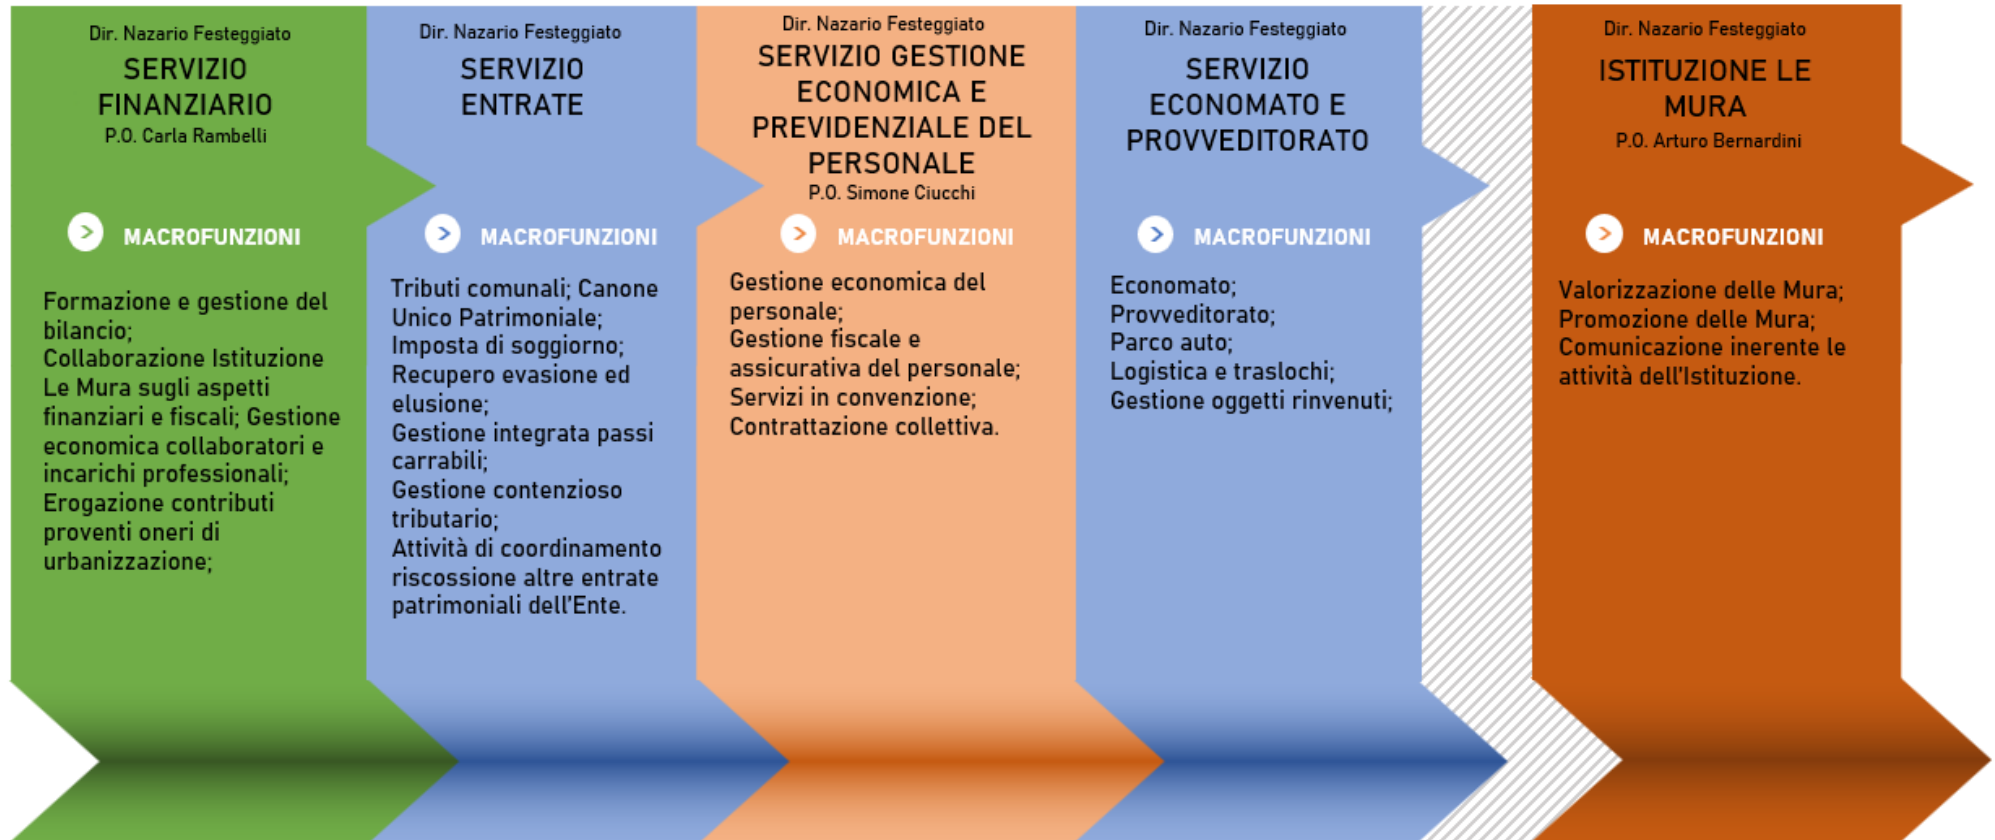 Dir. Nazario Festeggiato
SERVIZIO
FINANZIARIO
P.O. Carla Rambelli
MACROFUNZIONI
Formazione e gestione del
bilancio;
Collaborazione Istituzione
Le Mura sugli aspetti
finanziari e fiscali; Gestione
economica collaboratori e
incarichi professionali;
Erogazione contributi
proventi oneri di
urbanizzazione;
Dir. Nazario Festeggiato
SERVIZIO
ENTRATE
MACROFUNZIONI
Tributi comunali; Canone
Unico Patrimoniale;
Imposta di soggiorno;
Recupero evasione ed
elusione;
Gestione integrata passi
carrabili;
Gestione contenzioso
tributario;
Attività di coordinamento
riscossione altre entrate
patrimoniali dell'Ente.
Dir. Nazario Festeggiato
SERVIZIO GESTIONE
ECONOMICA E
PREVIDENZIALE DEL
PERSONALE
P.O. Simone Ciucchi
MACROFUNZIONI
Gestione economica del
personale;
Gestione fiscale e
assicurativa del personale;
Servizi in convenzione;
Contrattazione collettiva.
Dir. Nazario Festeggiato
SERVIZIO
ECONOMATO E
PROVVEDITORATO
MACROFUNZIONI
Economato;
Provveditorato;
Parco auto;
Logistica e traslochi;
Gestione oggetti rinvenuti;
Dir. Nazario Festeggiato
ISTITUZIONE LE
MURA
P.O. Arturo Bernardini
MACROFUNZIONI
Valorizzazione delle Mura;
Promozione delle Mura;
Comunicazione inerente le
attività dell'Istituzione.